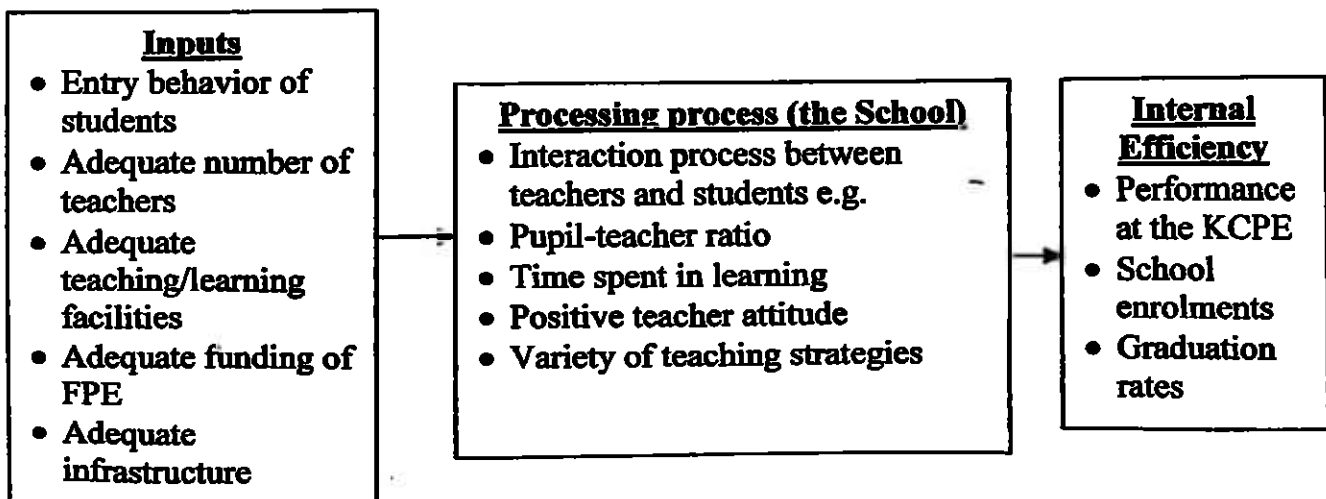 Inputs
• Entry behavior of
students
• Adequate number of
teachers
• Adequate
teaching/learning
facilities
• Adequate funding of
FPE
• Adequate
infrastructure
Processing process (the School)
• Interaction process between
teachers and students e.g.
• Pupil-teacher ratio
• Time spent in learning
• Positive teacher attitude
• Variety of teaching strategies
Internal
Efficiency
• Performance
at the KCPE
• School
enrolments
• Graduation
rates